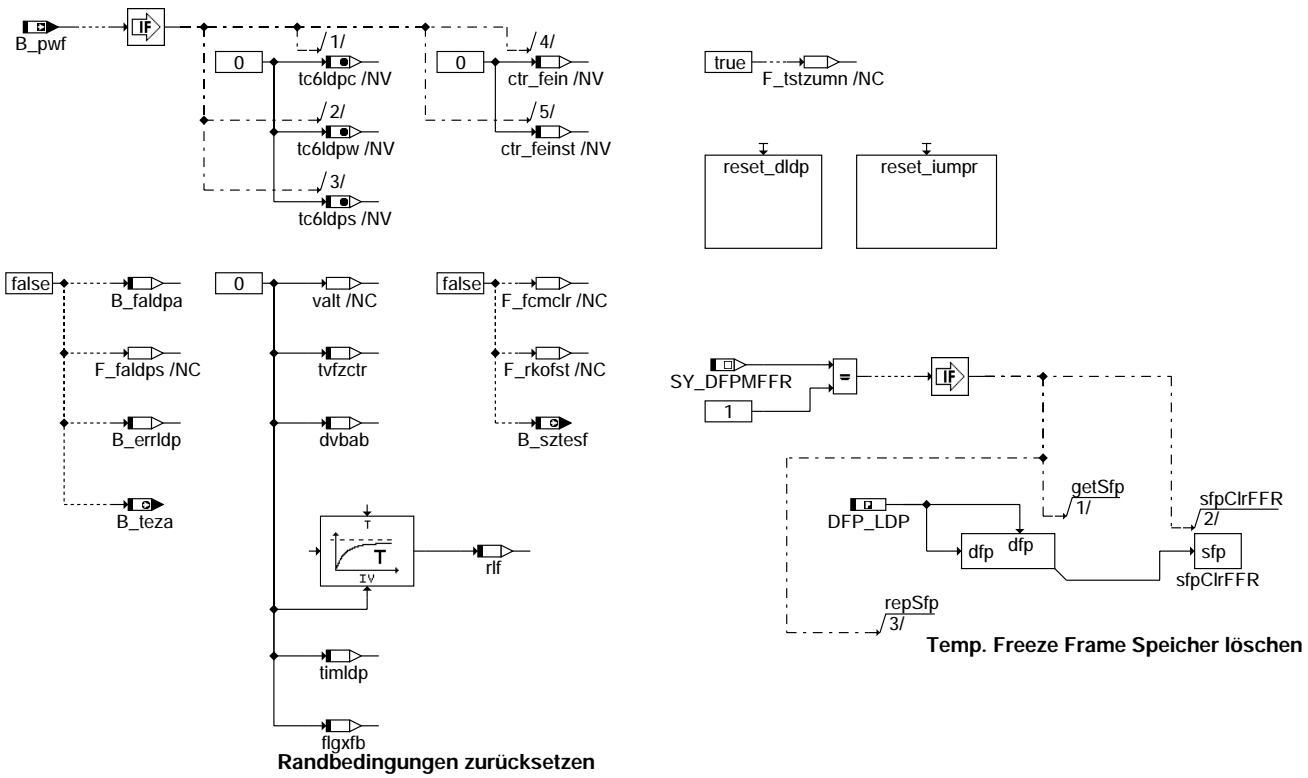 B_pwf
IF
0
1/
tc6ldpc /NV
2/
tc6ldpw /NV
3/
tc6ldps /NV
0
4/
ctr_fein /NV
5/
ctr_feinst /NV
true
F_tstzumn /NC
reset_dldp
reset_iumpr
false
B_faldpa
F_faldps /NC
B_errldp
B_teza
0
valt /NC
tvfzctr
dvbab
T
T
IV
rlf
timldp
flgxfb
Randbedingungen zurücksetzen
false
F_fcmclr /NC
F_rkofst /NC
B_sztesf
SY_DFPMFFR
1
=
IF
getSfp
1/
sfpClrFFR
2/
DFP_LDP
dfp
dfp
sfp
sfpClrFFR
repSfp
3/
Temp. Freeze Frame Speicher löschen